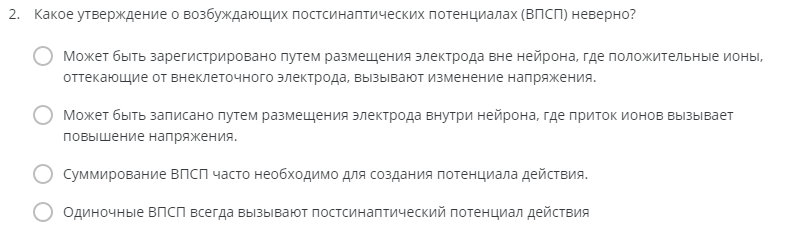 2. Какое утверждение о возбуждающих постсинаптических потенциалах (ВПСП) неверно?
Может быть зарегистрировано путем размещения электрода вне нейрона, где положительные ионы,
оттекающие от внеклеточного электрода, вызывают изменение напряжения.
Может быть записано путем размещения электрода внутри нейрона, где приток ионов вызывает
повышение напряжения.
Суммирование ВПСП часто необходимо для создания потенциала действия.
Одиночные ВПСП всегда вызывают постсинаптический потенциал действия